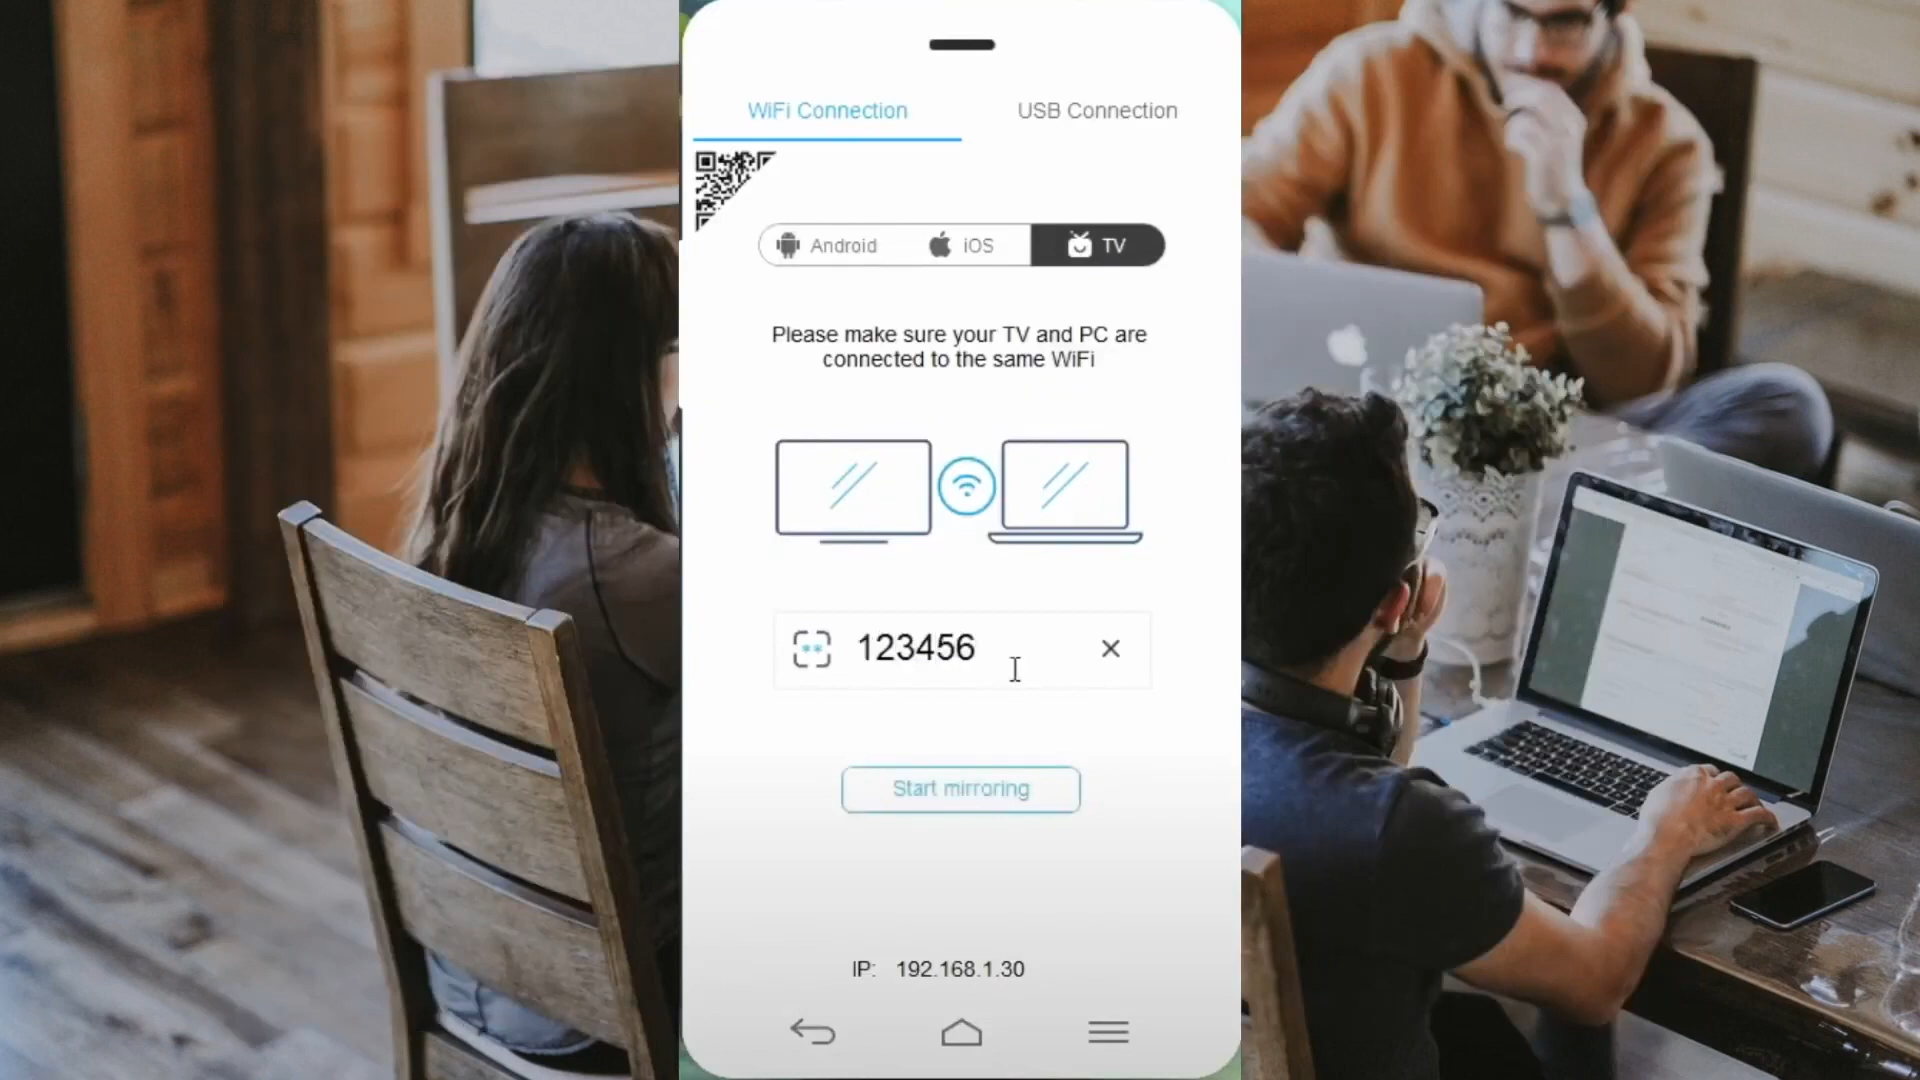 WiFi Connection
USB Connection
Android
iOS
TV
Please make sure your TV and PC are
connected to the same WiFi
**
123456
Start mirroring
IP: 192.168.1.30